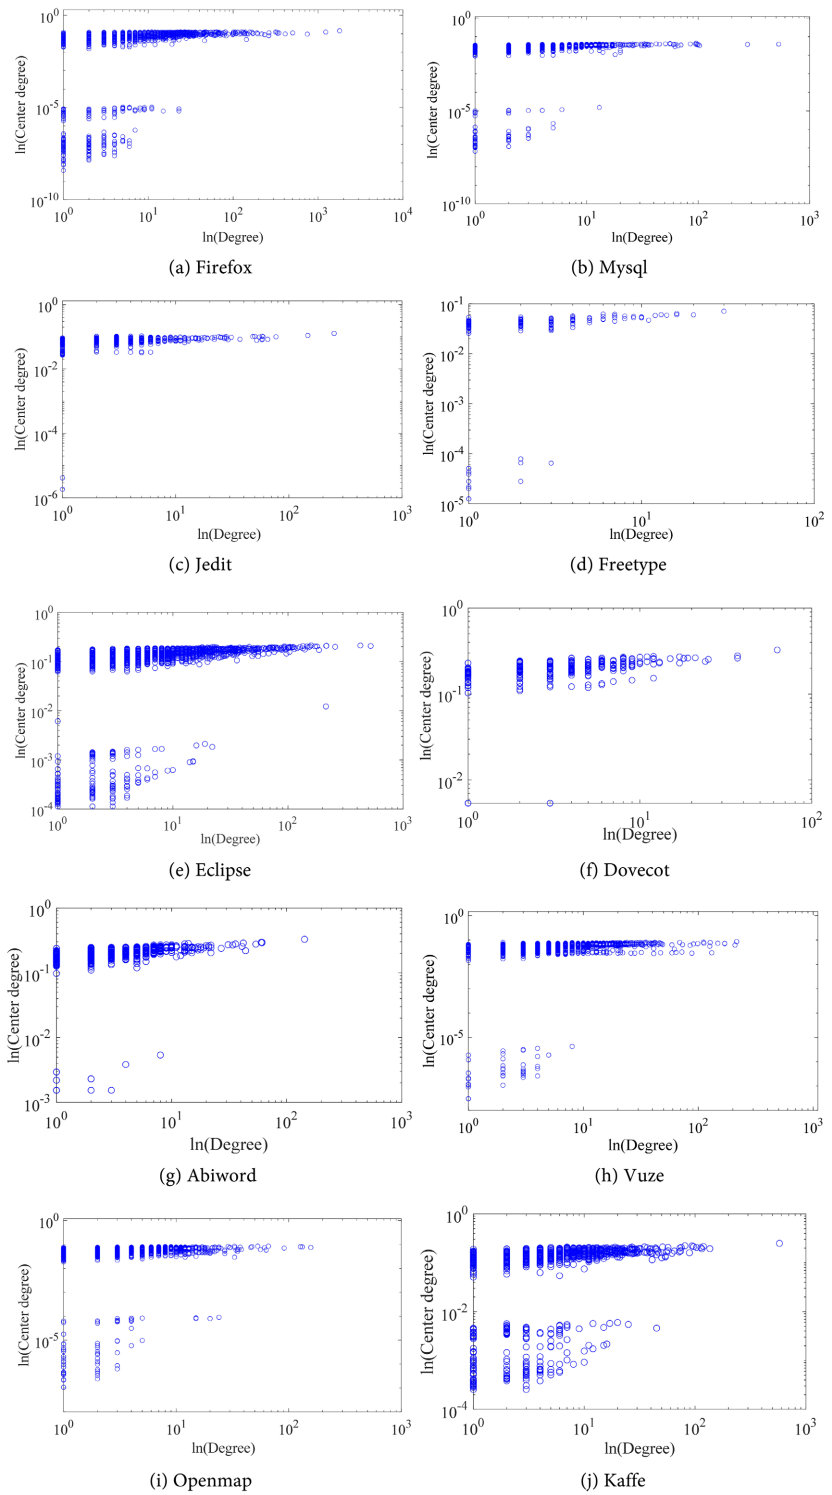 10^0
10^-5
10^-10
10^0 10^1 10^2 10^3 10^4
ln(Center degree)
ln(Degree)
(a) Firefox
10^0
10^-5
10^-10
10^0 10^1 10^2 10^3
ln(Center degree)
ln(Degree)
(b) Mysql
10^0
10^-2
10^-4
10^-6
10^0 10^1 10^2 10^3
ln(Center degree)
ln(Degree)
(c) Jedit
10^-1
10^-2
10^-3
10^-4
10^-5
10^0 10^1 10^2
ln(Center degree)
ln(Degree)
(d) Freetype
10^0
10^-1
10^-2
10^-3
10^-4
10^0 10^1 10^2 10^3
ln(Center degree)
ln(Degree)
(e) Eclipse
10^0
10^-1
10^-2
10^0 10^1 10^2
ln(Center degree)
ln(Degree)
(f) Dovecot
10^0
10^-1
10^-2
10^-3
10^0 10^1 10^2 10^3
ln(Center degree)
ln(Degree)
(g) Abiword
10^0
10^-5
10^0 10^1 10^2 10^3
ln(Center degree)
ln(Degree)
(h) Vuze
10^0
10^-5
10^0 10^1 10^2 10^3
ln(Center degree)
ln(Degree)
(i) Openmap
10^0
10^-2
10^-4
10^0 10^1 10^2 10^3
ln(Center degree)
ln(Degree)
(j) Kaffe